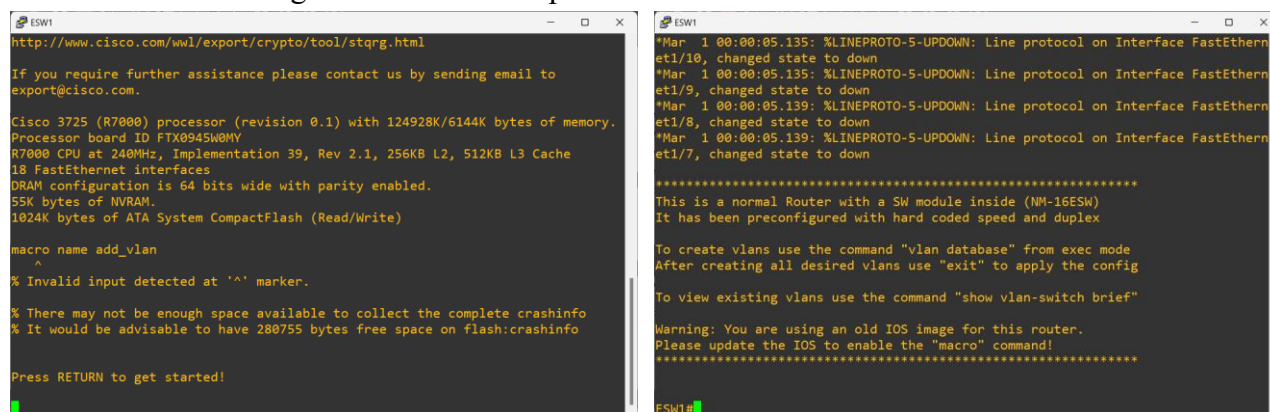 ESW1
http://www.cisco.com/wwl/export/crypto/tool/stqrg.html
If you require further assistance please contact us by sending email to
export@cisco.com.
Cisco 3725 (R7000) processor (revision 0.1) with 124928K/6144K bytes of memory.
Processor board ID FTX0945W0MY
R7000 CPU at 240MHz, Implementation 39, Rev 2.1, 256KB L2, 512KB L3 Cache
18 FastEthernet interfaces
DRAM configuration is 64 bits wide with parity enabled.
55K bytes of NVRAM.
1024K bytes of ATA System CompactFlash (Read/Write)
macro name add_vlan
^
% Invalid input detected at '^' marker.
% There may not be enough space available to collect the complete crashinfo
% It would be advisable to have 280755 bytes free space on flash:crashinfo
Press RETURN to get started!
ESW1
*Mar  1 00:00:05.135: %LINEPROTO-5-UPDOWN: Line protocol on Interface FastEthern
et1/10, changed state to down
*Mar  1 00:00:05.135: %LINEPROTO-5-UPDOWN: Line protocol on Interface FastEthern
et1/9, changed state to down
*Mar  1 00:00:05.139: %LINEPROTO-5-UPDOWN: Line protocol on Interface FastEthern
et1/8, changed state to down
*Mar  1 00:00:05.139: %LINEPROTO-5-UPDOWN: Line protocol on Interface FastEthern
et1/7, changed state to down
***************************************************************
This is a normal Router with a SW module inside (NM-16ESW)
It has been preconfigured with hard coded speed and duplex
To create vlans use the command "vlan database" from exec mode
After creating all desired vlans use "exit" to apply the config
To view existing vlans use the command "show vlan-switch brief"
Warning: You are using an old IOS image for this router.
Please update the IOS to enable the "macro" command!
***************************************************************
ESW1#